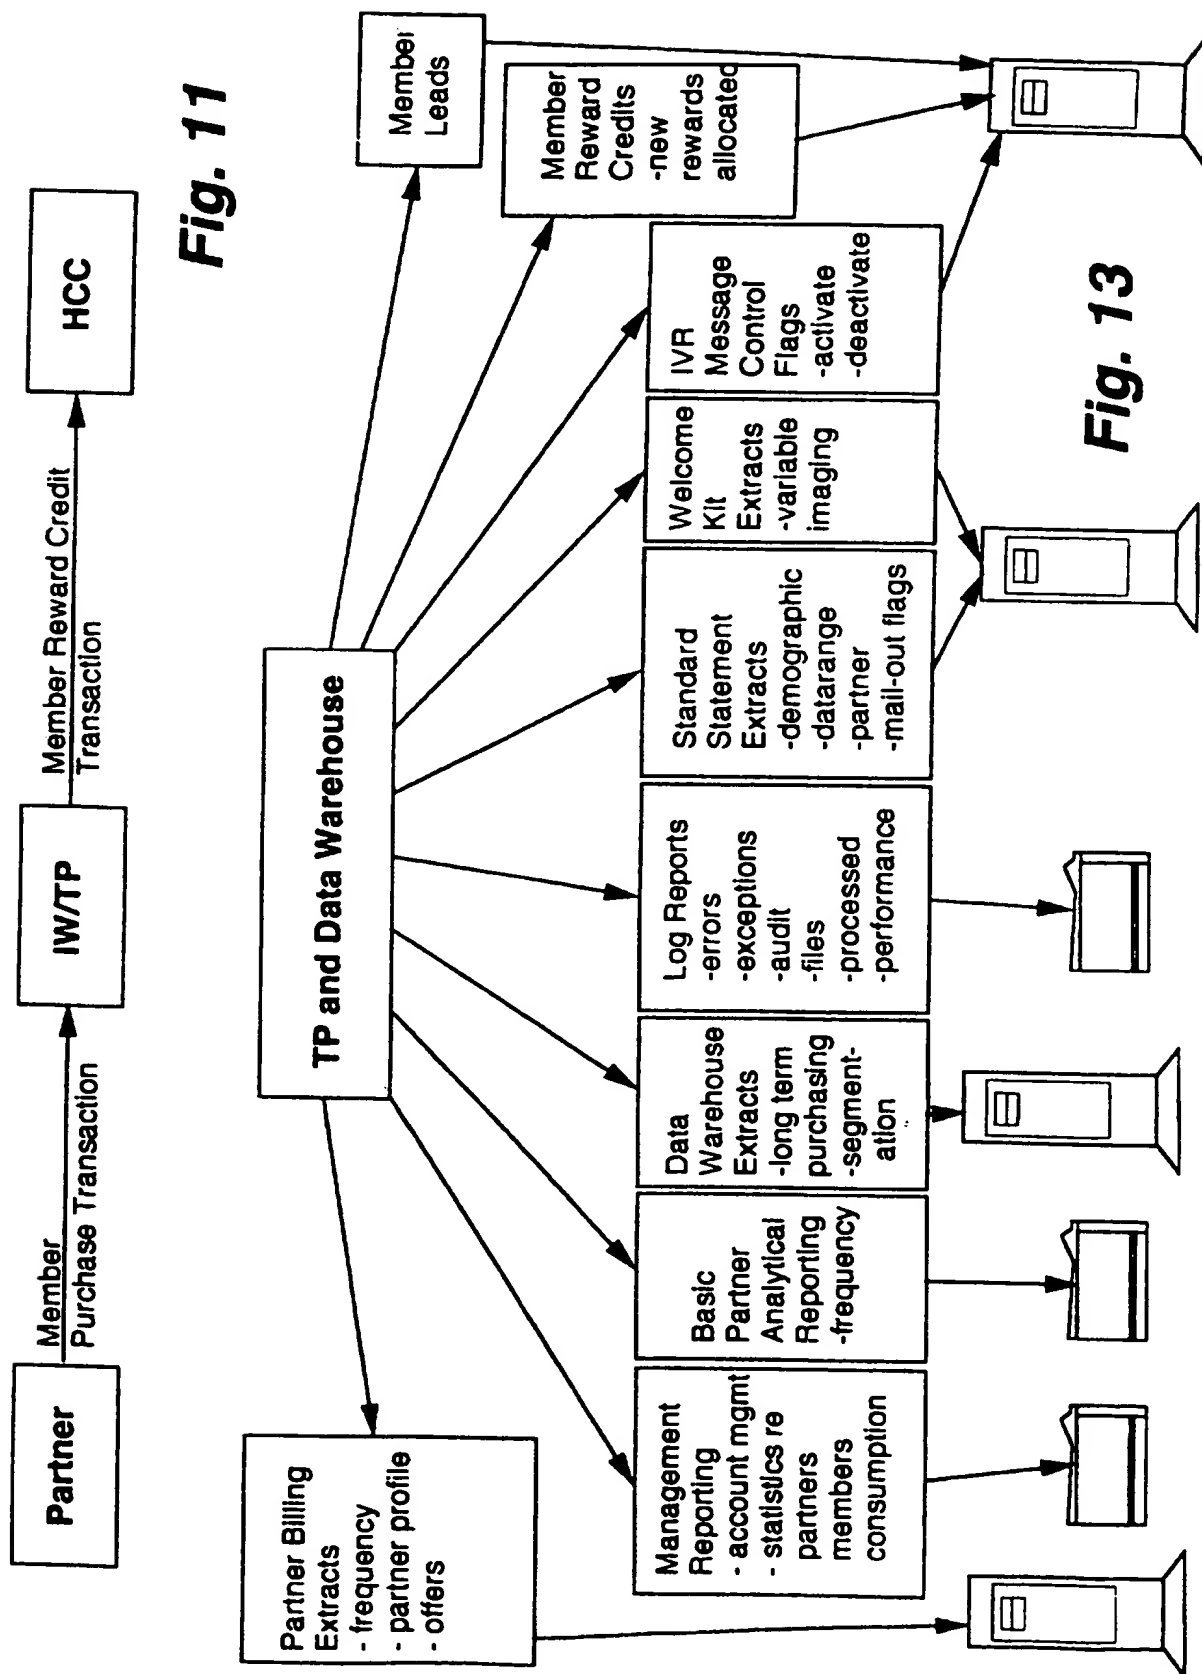 Partner
Member
Purchase Transaction
IW/TP
Member Reward Credit
Transaction
HCC
Fig. 11
TP and Data Warehouse
Partner Billing
Extracts
- frequency
- partner profile
- offers
Management
Reporting
- account mgmt
- statistics re
partners
members
consumption
Basic
Partner
Analytical
Reporting
-frequency
Data
Warehouse
Extracts
-long term
purchasing
-segment-
ation
Log Reports
-errors
-exceptions
-audit
-files
-processed
-performance
Standard
Statement
Extracts
-demographic
-datarange
-partner
-mail-out flags
Welcome
Kit
Extracts
-variable
imaging
IVR
Message
Control
Flags
-activate
-deactivate
Member
Reward
Credits
-new
rewards
allocated
Member
Leads
Fig. 13